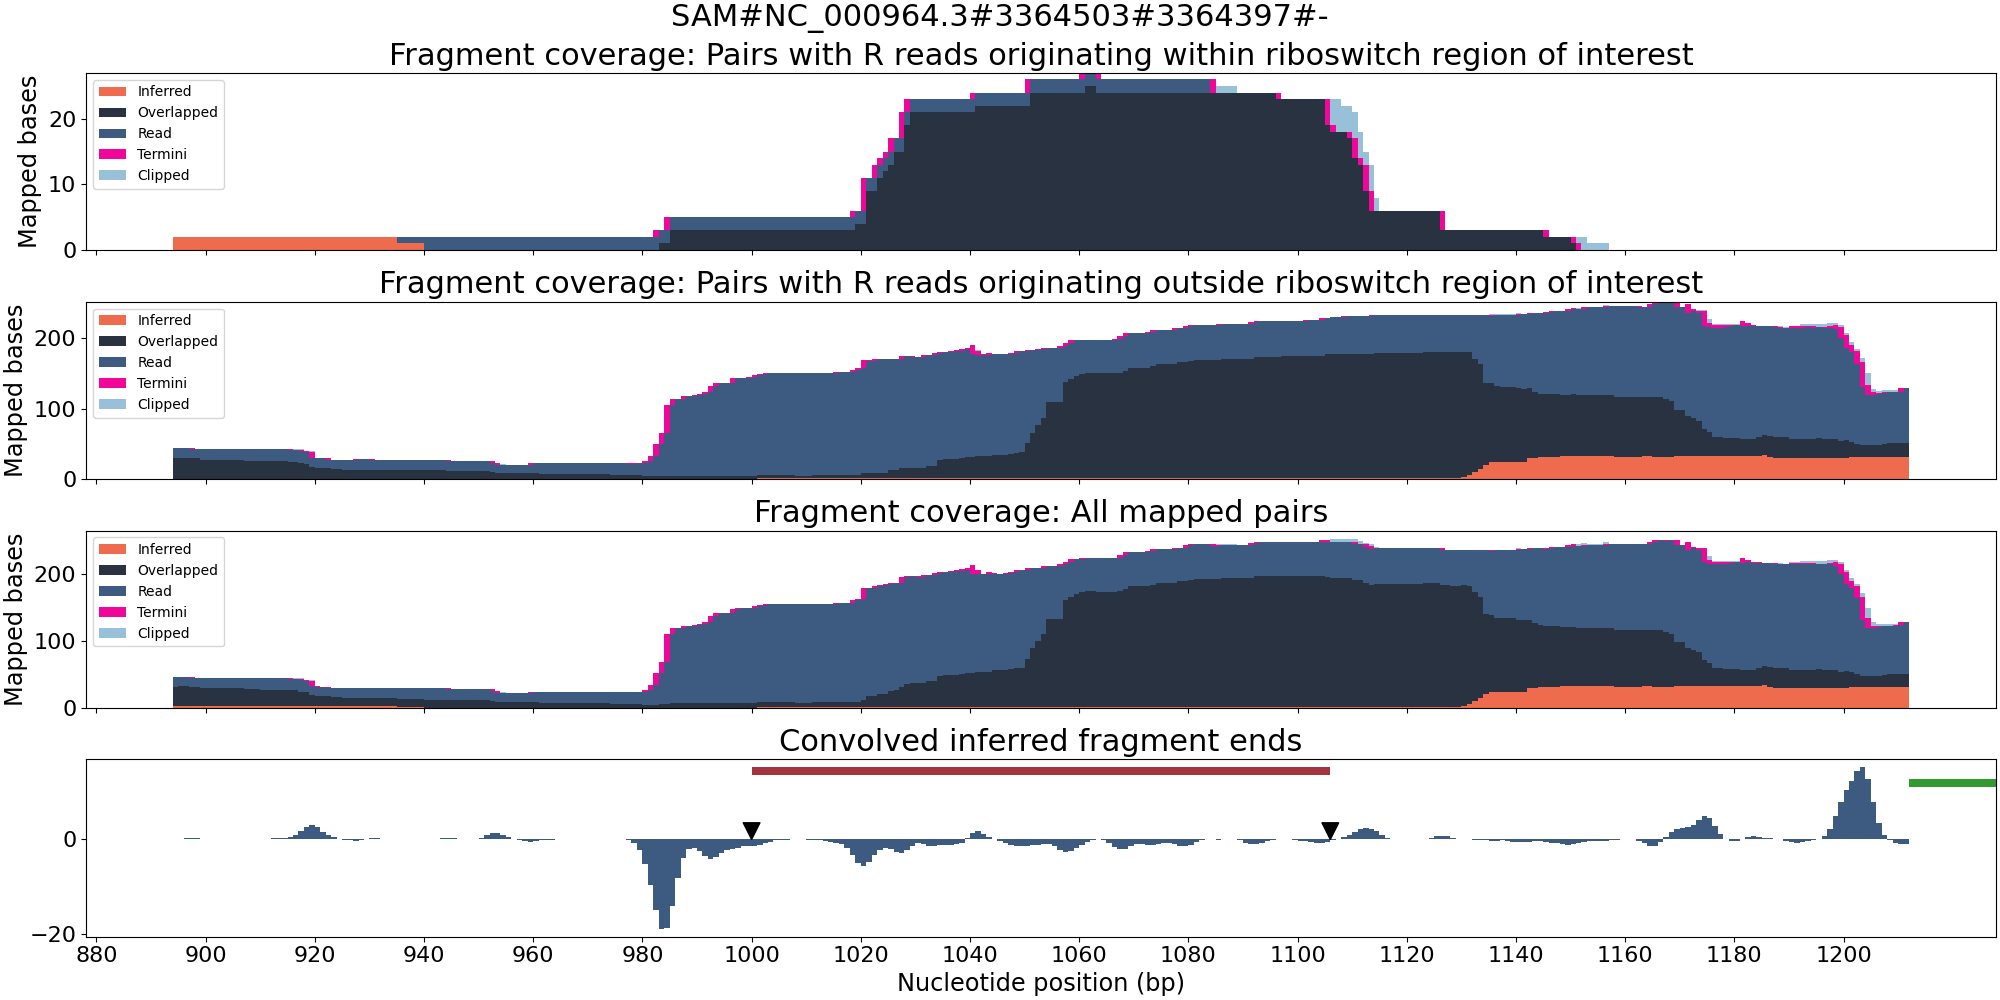 SAM#NC_000964.3#3364503#3364397#-
Fragment coverage: Pairs with R reads originating within riboswitch region of interest
Mapped bases
20
10
0
Inferred
Overlapped
Read
Termini
Clipped
Fragment coverage: Pairs with R reads originating outside riboswitch region of interest
Mapped bases
200
100
0
Inferred
Overlapped
Read
Termini
Clipped
Fragment coverage: All mapped pairs
Mapped bases
200
100
0
Inferred
Overlapped
Read
Termini
Clipped
Convolved inferred fragment ends
0
−20
880 900 920 940 960 980 1000 1020 1040 1060 1080 1100 1120 1140 1160 1180 1200
Nucleotide position (bp)